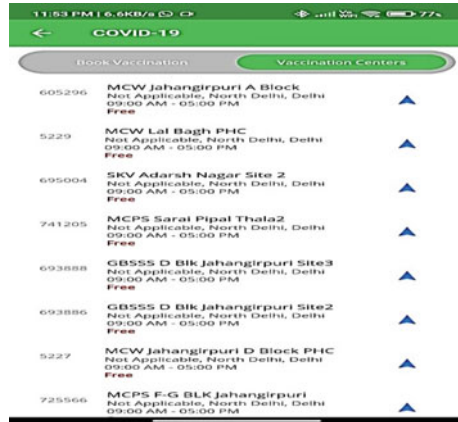 11:53 PM | 6.6KB/s
77%
COVID-19
Book Vaccination
Vaccination Centers
605296
MCW Jahangirpuri A Block
Not Applicable, North Delhi, Delhi
09:00 AM - 05:00 PM
Free
5229
MCW Lal Bagh PHC
Not Applicable, North Delhi, Delhi
09:00 AM - 05:00 PM
Free
695004
SKV Adarsh Nagar Site 2
Not Applicable, North Delhi, Delhi
09:00 AM - 05:00 PM
Free
741205
MCPS Sarai Pipal Thala2
Not Applicable, North Delhi, Delhi
09:00 AM - 05:00 PM
Free
693888
GBSSS D Blk Jahangirpuri Site3
Not Applicable, North Delhi, Delhi
09:00 AM - 05:00 PM
Free
693886
GBSSS D Blk Jahangirpuri Site2
Not Applicable, North Delhi, Delhi
09:00 AM - 05:00 PM
Free
5227
MCW Jahangirpuri D Block PHC
Not Applicable, North Delhi, Delhi
09:00 AM - 05:00 PM
Free
725566
MCPS F-G BLK Jahangirpuri
Not Applicable, North Delhi, Delhi
09:00 AM - 05:00 PM